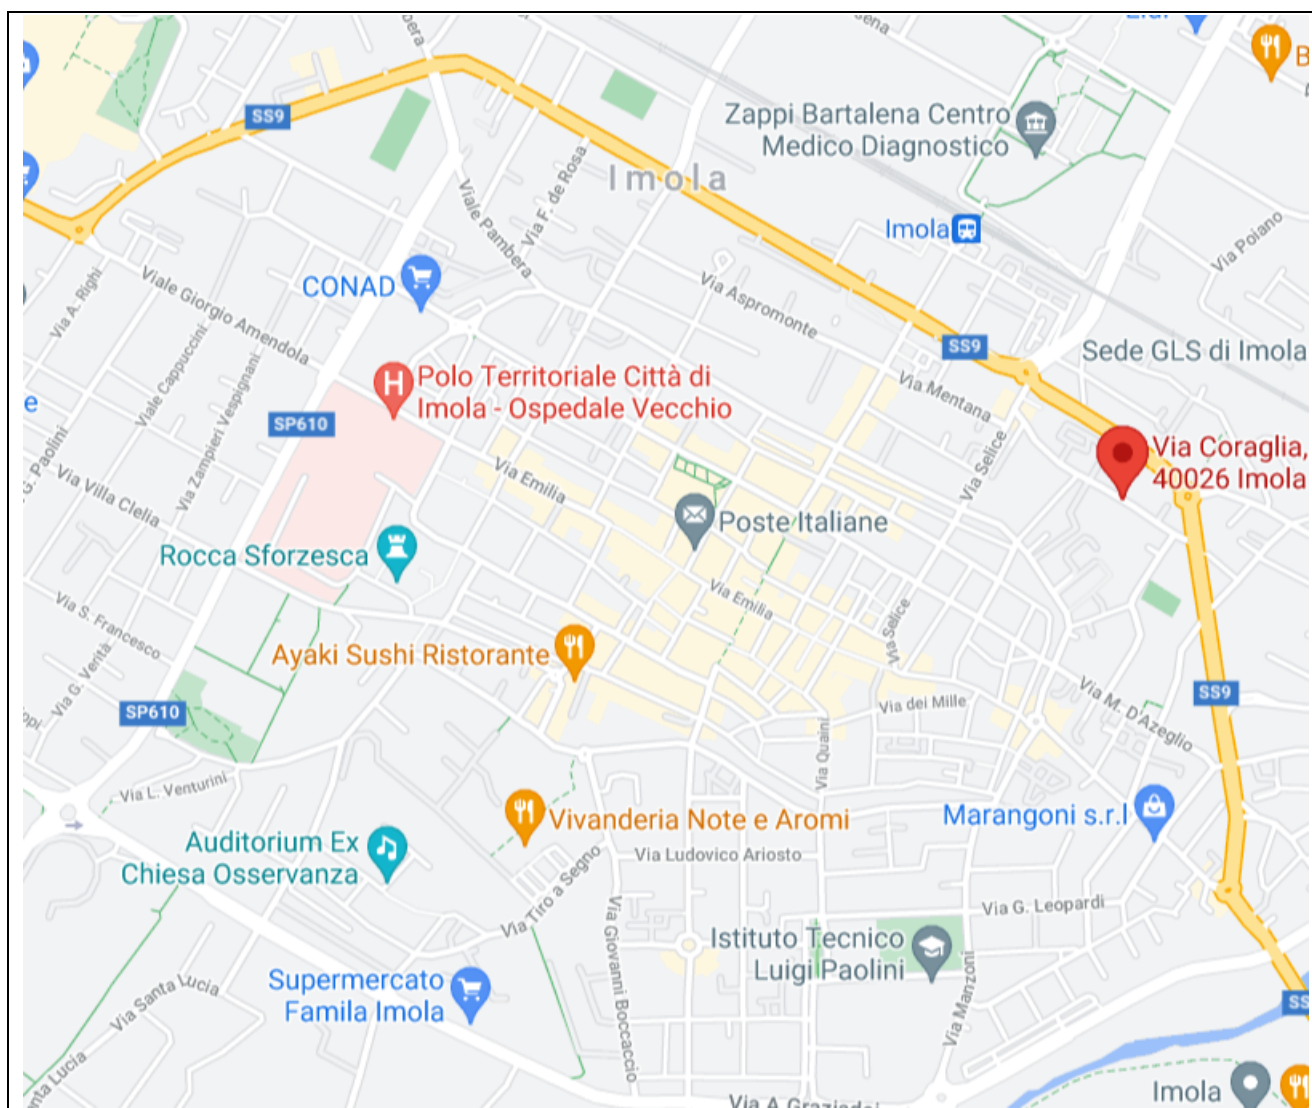 SS9
Zappi Bartalena Centro
Medico Diagnostico
Imola
Viale Pambera
Via F. de Rosa
Imola
Via Poiano
Via A. Righi
Viale Giorgio Amendola
CONAD
Via Aspromonte
SS9
Sede GLS di Imola
Polo Territoriale Città di
Imola - Ospedale Vecchio
Via Mentana
SP610
Viale Cappuccini
Via Zampieri Vespignani
G. Paolini
Via Villa Clelia
Via Emilia
Via Selice
Via Coraglia,
40026 Imola
Poste Italiane
Rocca Sforzesca
Via Emilia
Via Selice
Via S. Francesco
Via G. Verità
Ayaki Sushi Ristorante
Via M. D'Azeglio
SS9
SP610
Via dei Mille
Via Quaini
Via L. Venturini
Marangoni s.r.l
Vivanderia Note e Aromi
Auditorium Ex
Chiesa Osservanza
Via Ludovico Ariosto
Via Tiro a Segno
Via G. Leopardi
Via Giovanni Boccaccio
Istituto Tecnico
Luigi Paolini
Via Manzoni
Supermercato
Famila Imola
Via Santa Lucia
Imola
Via A.Graziadei